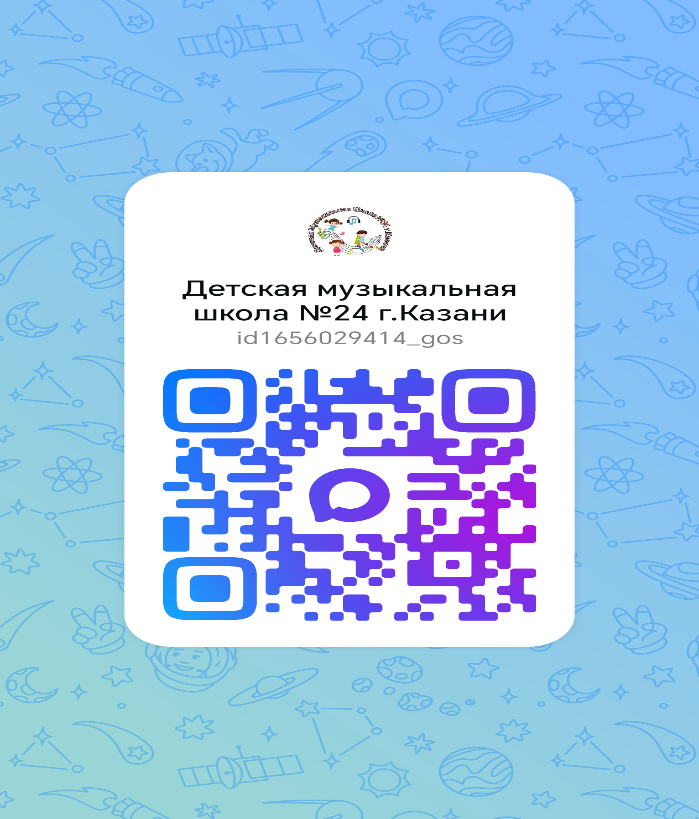 Детская музыкальная
школа №24 г.Казани
id1656029414_gos